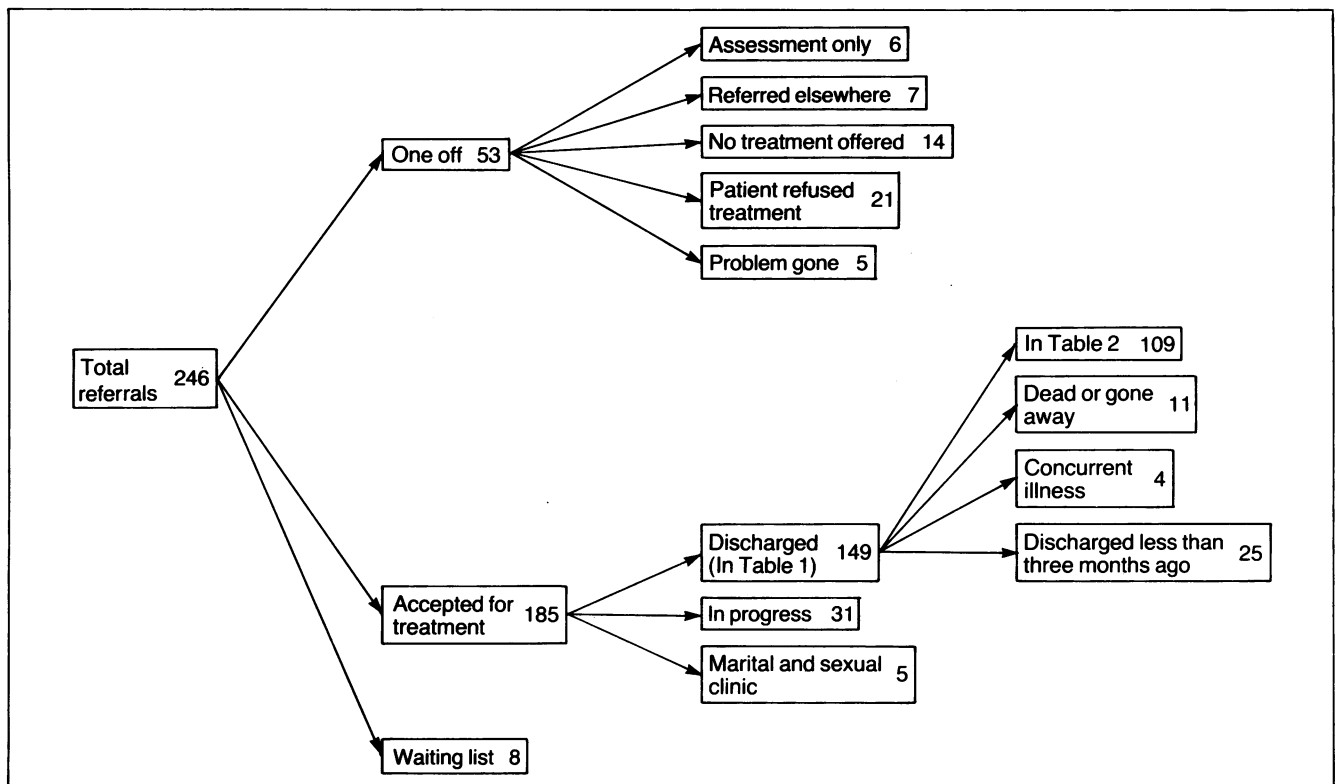 Assessment only 6
Referred elsewhere 7
No treatment offered 14
Patient refused
treatment 21
Problem gone 5
One off 53
Total
referrals 246
In Table 2 109
Dead or gone
away 11
Concurrent
illness 4
Discharged less than
three months ago 25
Discharged
(In Table 1) 149
In progress 31
Marital and sexual
clinic 5
Accepted for
treatment 185
Waiting list 8